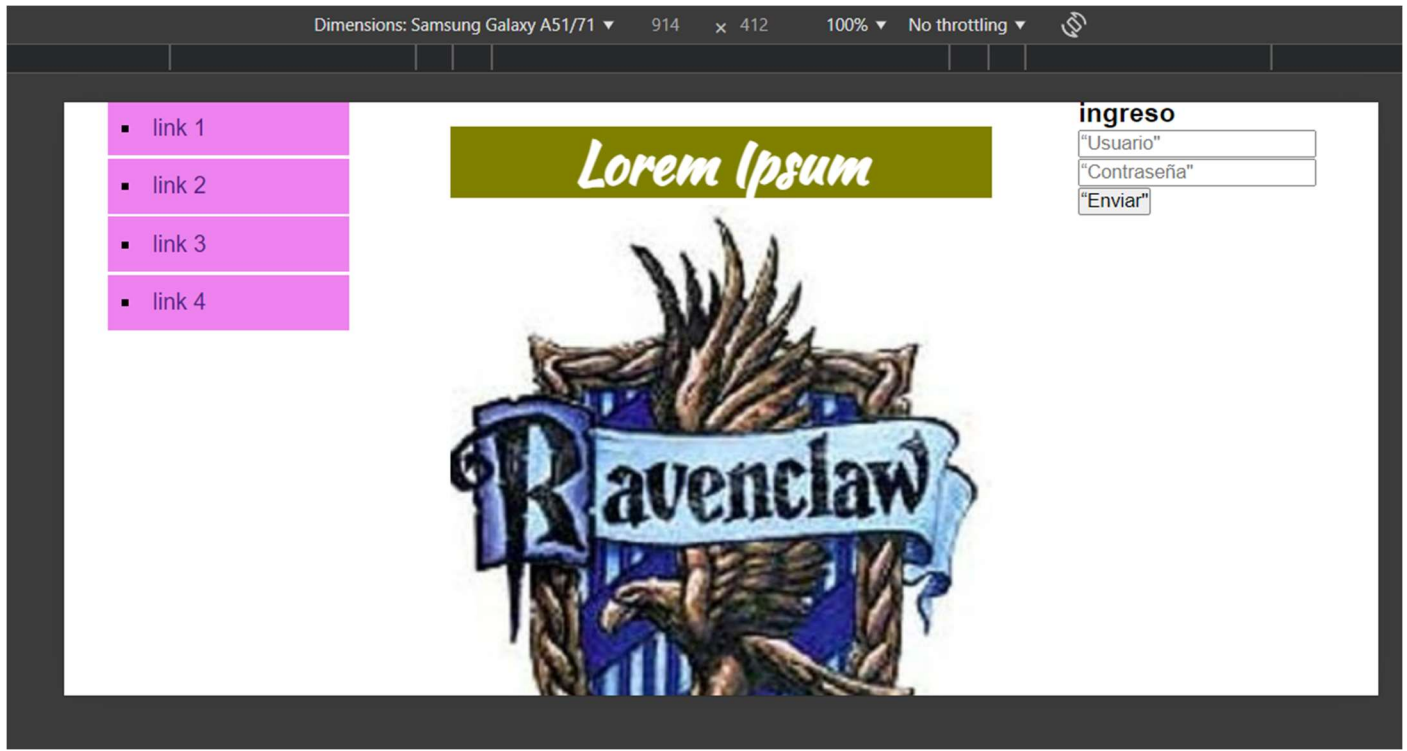 Dimensions: Samsung Galaxy A51/71 ▼ 914 x 412 100% ▼ No throttling ▼
link 1
link 2
link 3
link 4
Lorem Ipsum
Ravenclaw
ingreso
“Usuario"
“Contraseña"
“Enviar"